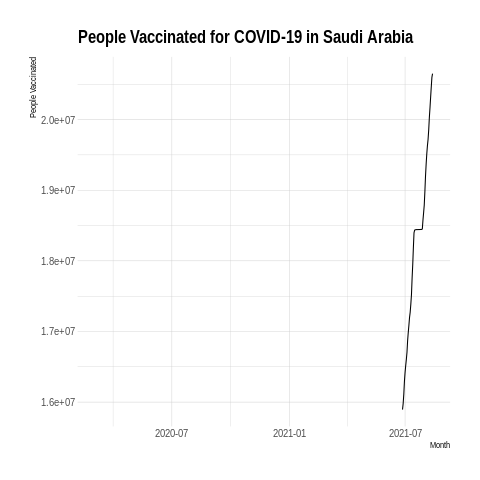 People Vaccinated for COVID-19 in Saudi Arabia
People Vaccinated
2.0e+07
1.9e+07
1.8e+07
1.7e+07
1.6e+07
2020-07
2021-01
2021-07
Month